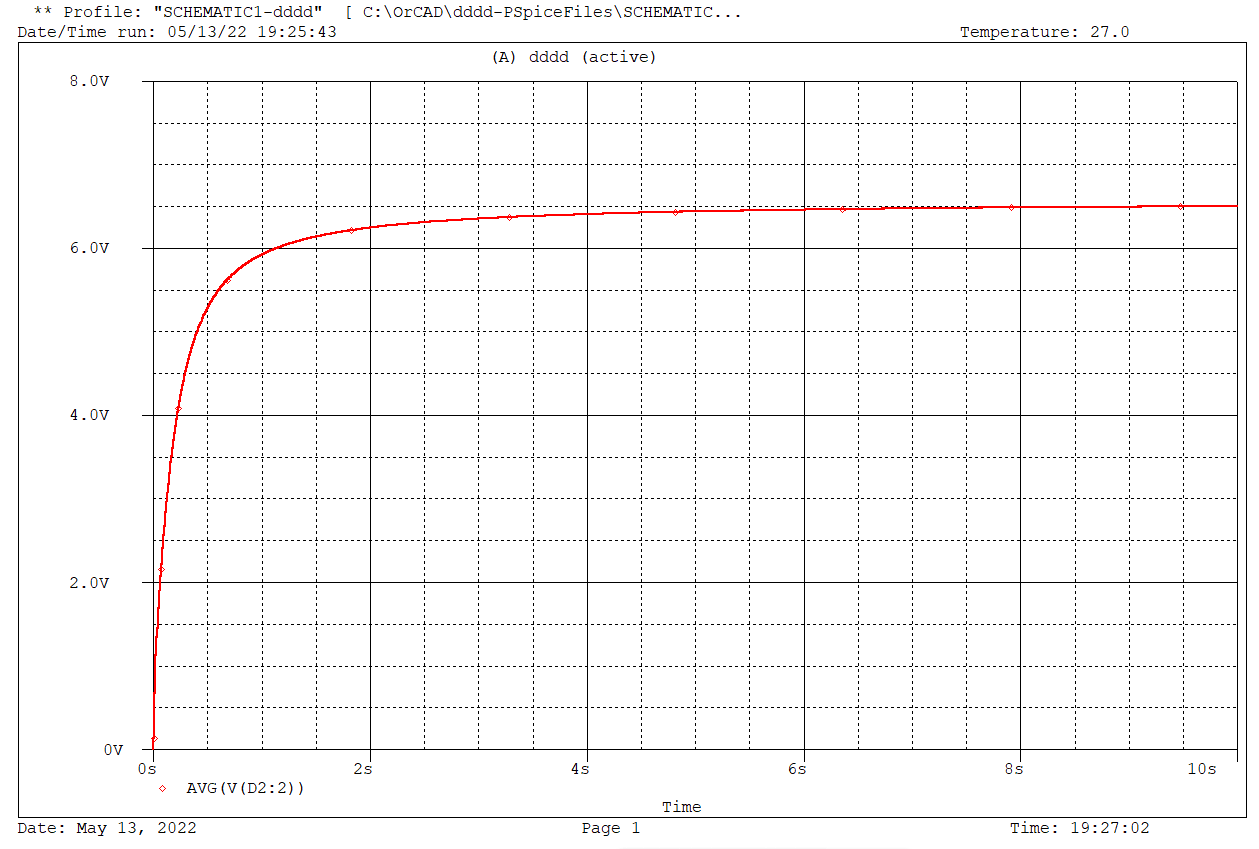 ** Profile: "SCHEMATIC1-dddd"  [ C:\OrCAD\dddd-PSpiceFiles\SCHEMATIC...
Date/Time run: 05/13/22 19:25:43 Temperature: 27.0
(A) dddd (active)
8.0V
6.0V
4.0V
2.0V
0V
0s 2s 4s 6s 8s 10s
AVG(V(D2:2))
Time
Date: May 13, 2022 Page 1 Time: 19:27:02